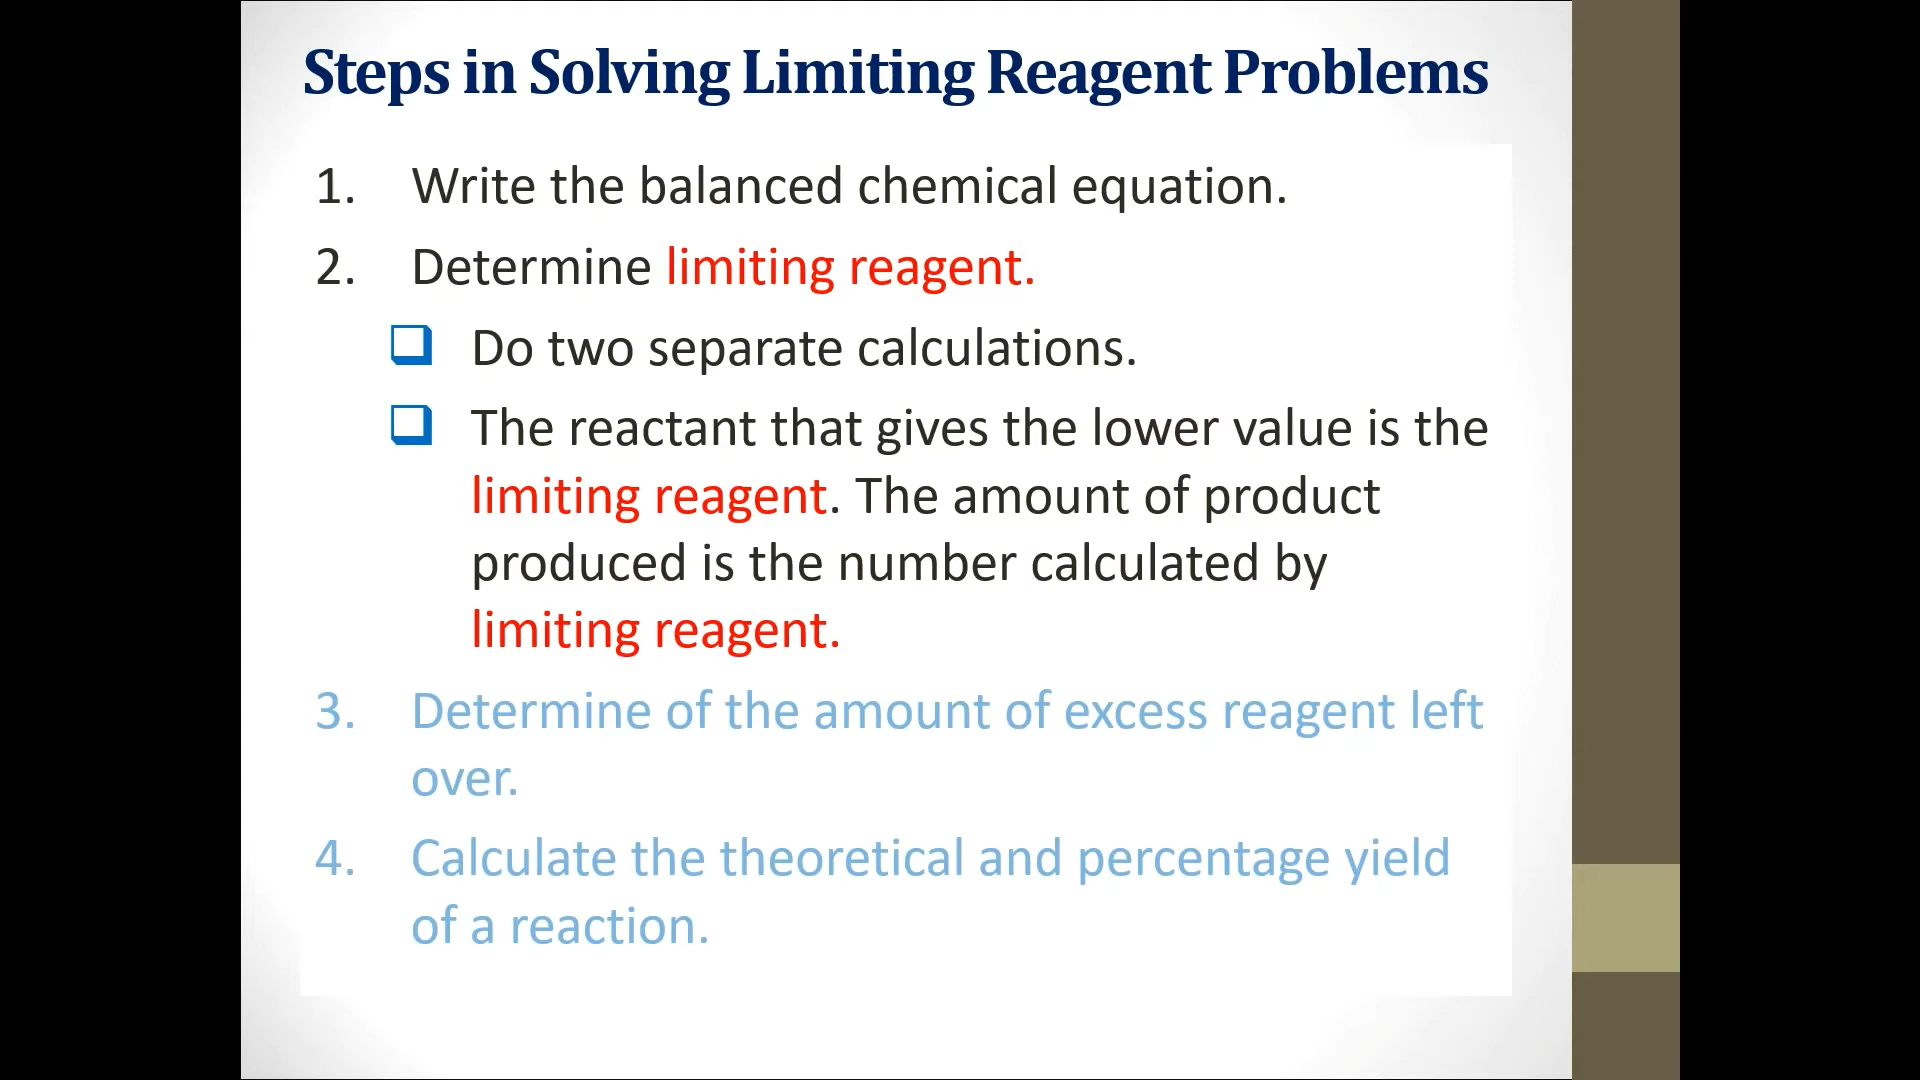 Steps in Solving Limiting Reagent Problems
1. Write the balanced chemical equation.
2. Determine limiting reagent.
❑ Do two separate calculations.
❑ The reactant that gives the lower value is the
limiting reagent. The amount of product
produced is the number calculated by
limiting reagent.
3. Determine of the amount of excess reagent left
over.
4. Calculate the theoretical and percentage yield
of a reaction.